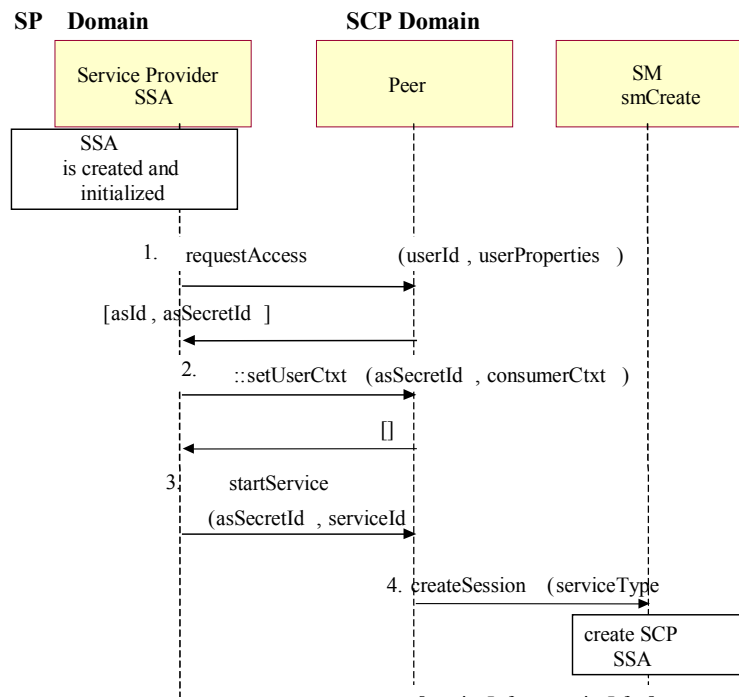 SP Domain SCP Domain
Service Provider
SSA
Peer
SM
smCreate
SSA
is created and
initialized
1. requestAccess (userId , userProperties )
[asId , asSecretId ]
2. ::setUserCtxt (asSecretId , consumerCtxt )
[]
3. startService
(asSecretId , serviceId
4. createSession (serviceType
create SCP
SSA